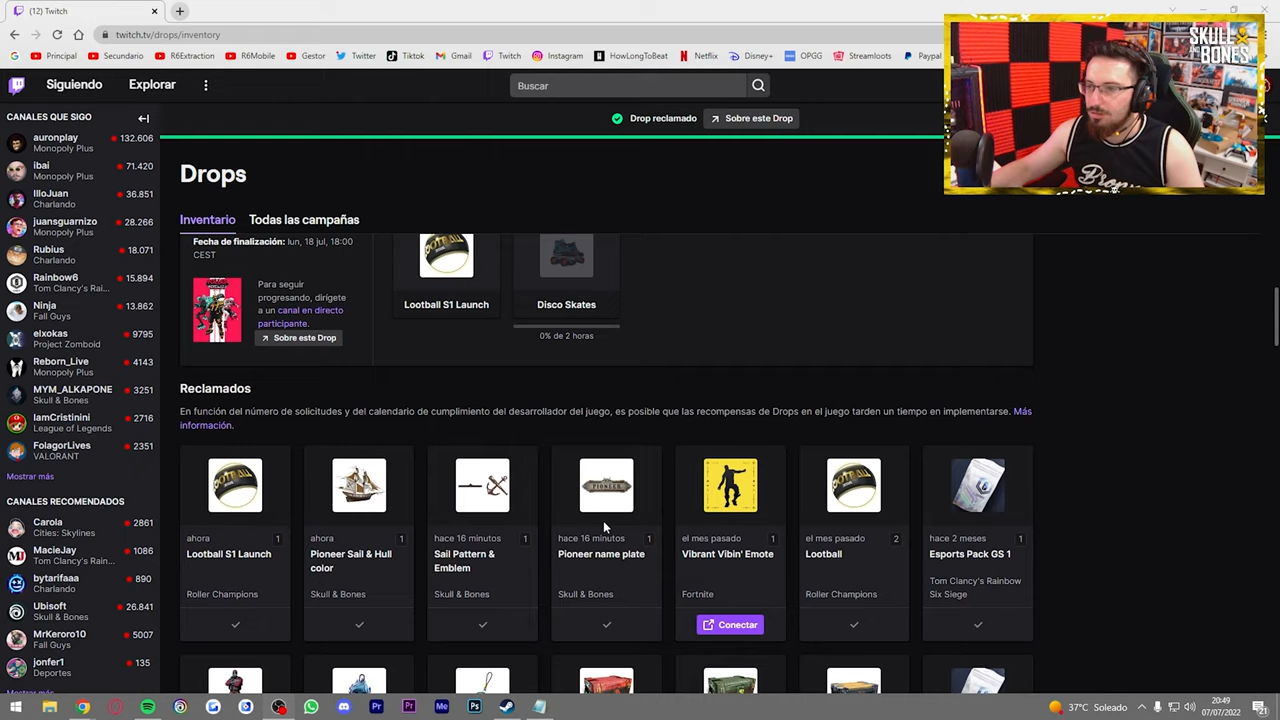 (12) Twitch
twitch.tv/drops/inventory
Principal
Secundario
R6Extraction
R6Mobile
Gestor
Twitter
Tiktok
Gmail
Instagram
HowLongToBeat
Netflix
Disney+
OPGG
Streamloots
Paypal
SKULL
AND BONES
Siguiendo
Explorar
Buscar
CANALES QUE SIGO
auronplay
132.606
Monopoly Plus
ibai
71.420
Monopoly Plus
IlloJuan
36.851
Charlando
juansguarnizo
28.266
Monopoly Plus
Rubius
18.071
Charlando
Rainbow6
15.894
Tom Clancy's Rai...
Ninja
13.862
Fall Guys
elxokas
9795
Project Zomboid
Reborn_Live
4143
Monopoly Plus
MYM_ALKAPONE
3251
Skull & Bones
IamCristinini
2716
League of Legends
FolagorLives
2351
VALORANT
Mostrar más
CANALES RECOMENDADOS
Carola
2861
Cities: Skylines
MacieJay
1086
Tom Clancy's Rai...
bytarifaaa
890
Charlando
Ubisoft
26.841
Skull & Bones
MrKeroro10
5007
Fall Guys
jonfer1
135
Deportes
Mostrar más
Drop reclamado
Sobre este Drop
Drops
Inventario
Todas las campañas
Fecha de finalización: lun, 18 jul, 18:00
CEST
Para seguir
progresando, dirígete
a un canal en directo
participante.
Sobre este Drop
Lootball S1 Launch
Disco Skates
0% de 2 horas
Reclamados
En función del número de solicitudes y del calendario de cumplimiento del desarrollador del juego, es posible que las recompensas de Drops en el juego tarden un tiempo en implementarse. Más
información.
ahora
1
Lootball S1 Launch
Roller Champions
ahora
1
Pioneer Sail & Hull
color
Skull & Bones
hace 16 minutos
1
Sail Pattern &
Emblem
Skull & Bones
PIONEER
hace 16 minutos
1
Pioneer name plate
Skull & Bones
el mes pasado
1
Vibrant Vibin' Emote
Fortnite
Conectar
el mes pasado
2
Lootball
Roller Champions
hace 2 meses
1
Esports Pack GS 1
Tom Clancy's Rainbow
Six Siege
37°C Soleado
20:49
07/07/2022
21